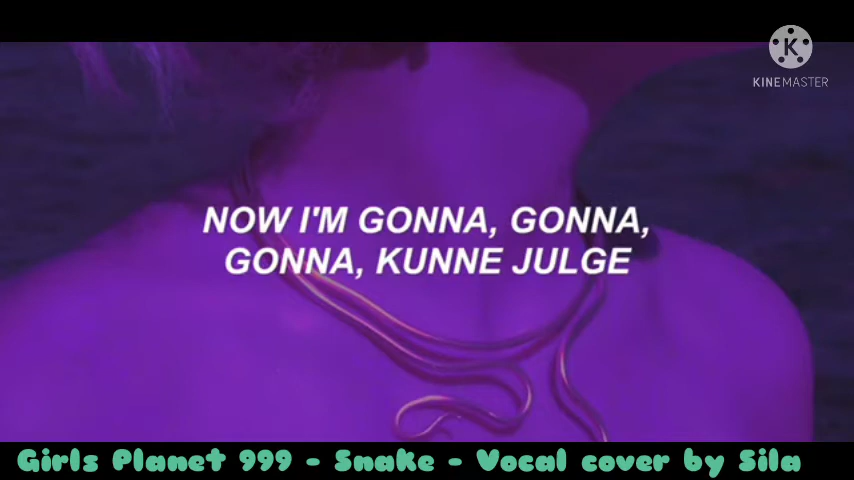 K
KINEMASTER
NOW I'M GONNA, GONNA,
GONNA, KUNNE JULGE
Girls Planet 999 - Snake - Vocal cover by Sila